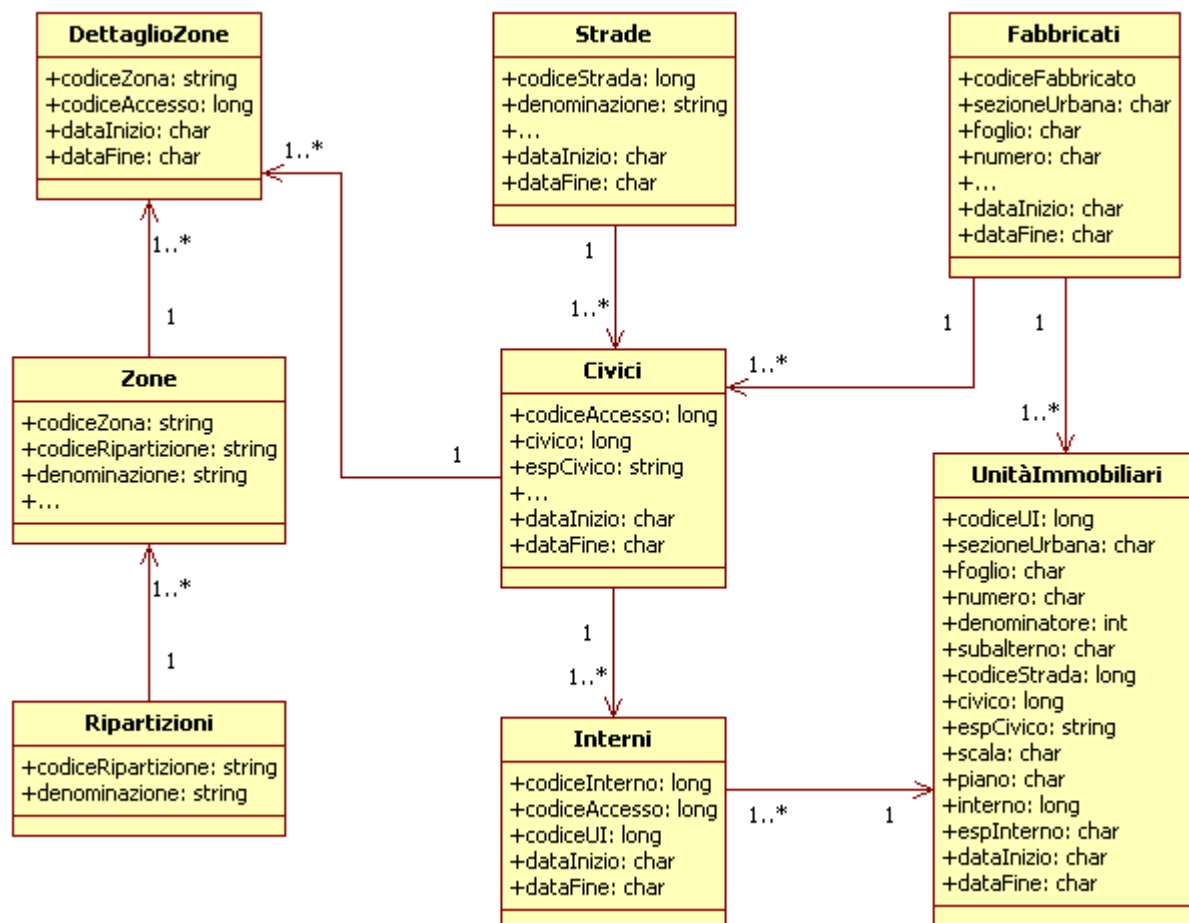 DettaglioZone
+codiceZona: string
+codiceAccesso: long
+dataInizio: char
+dataFine: char
Strade
+codiceStrada: long
+denominazione: string
+...
+dataInizio: char
+dataFine: char
Fabbricati
+codiceFabbricato
+sezioneUrbana: char
+foglio: char
+numero: char
+...
+dataInizio: char
+dataFine: char
1..*
1..*
1
1
1..*
1
1..*
1
1..*
Zone
+codiceZona: string
+codiceRipartizione: string
+denominazione: string
+...
Civici
+codiceAccesso: long
+civico: long
+espCivico: string
+...
+dataInizio: char
+dataFine: char
1
UnitàImmobiliari
+codiceUI: long
+sezioneUrbana: char
+foglio: char
+numero: char
+denominatore: int
+subalterno: char
+codiceStrada: long
+civico: long
+espCivico: string
+scala: char
+piano: char
+interno: long
+espInterno: char
+dataInizio: char
+dataFine: char
1..*
1
1
1..*
Ripartizioni
+codiceRipartizione: string
+denominazione: string
Interni
+codiceInterno: long
+codiceAccesso: long
+codiceUI: long
+dataInizio: char
+dataFine: char
1..*
1